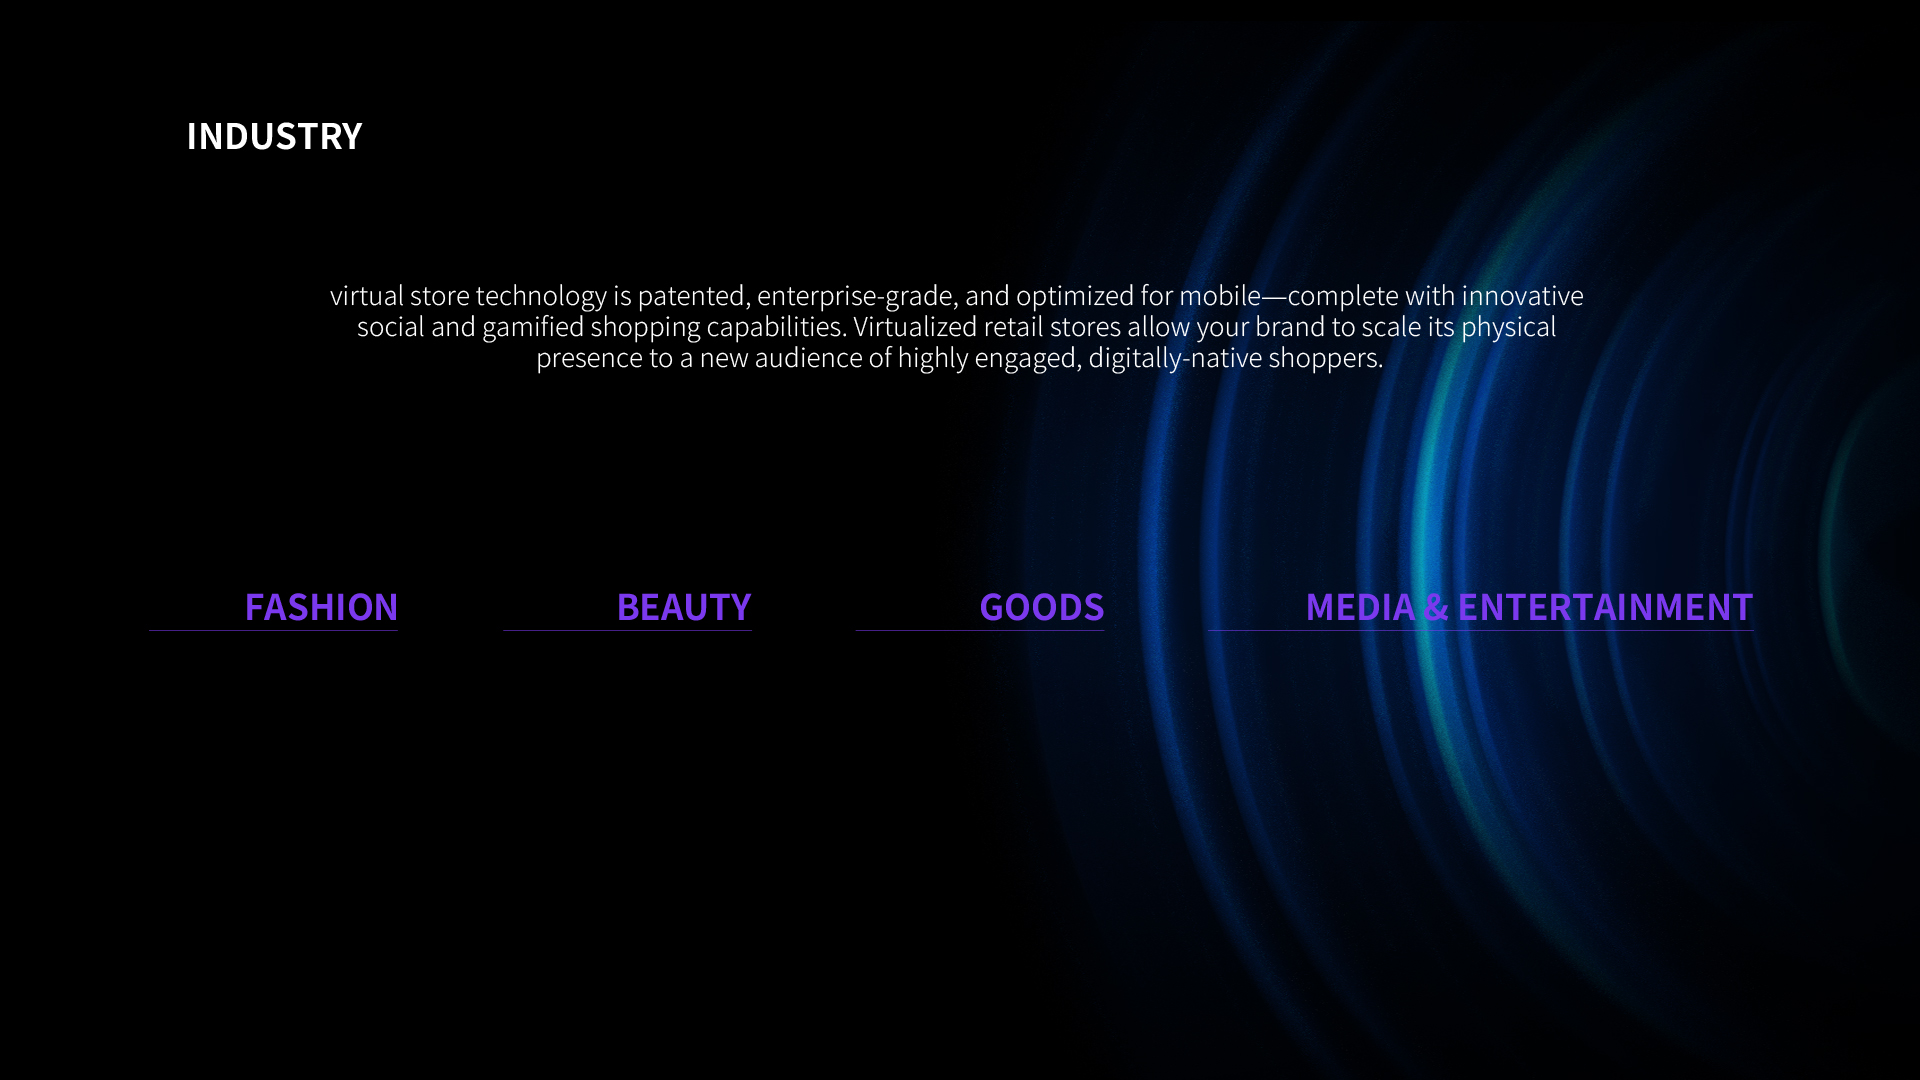 INDUSTRY
virtual store technology is patented, enterprise-grade, and optimized for mobile—complete with innovative
social and gamified shopping capabilities. Virtualized retail stores allow your brand to scale its physical
presence to a new audience of highly engaged, digitally-native shoppers.
FASHION
BEAUTY
GOODS
MEDIA & ENTERTAINMENT